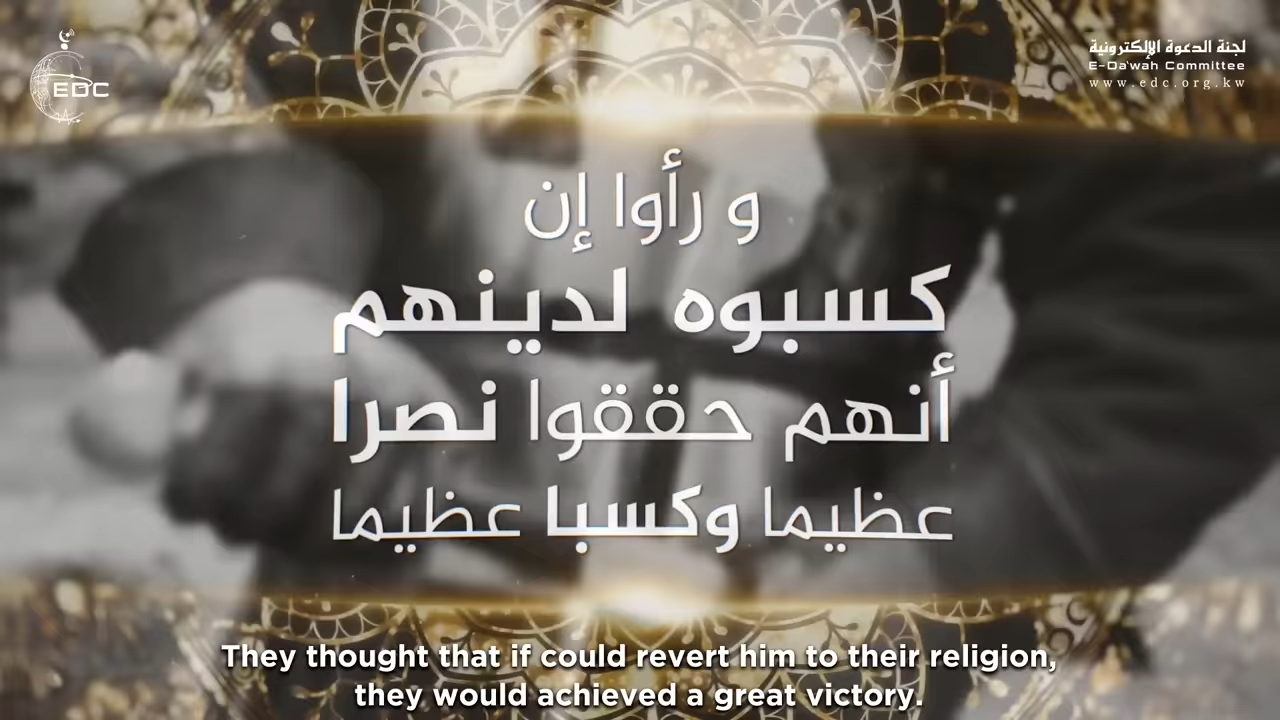 EDC
لجنة الدعوة الإلكترونية
E-Da'wah Committee
www.edc.org.kw
و رأوا إن
كسبوه لدينهم
أنهم حققوا نصرا
عظيما وكسبا عظيما
They thought that if could revert him to their religion,
they would achieved a great victory.